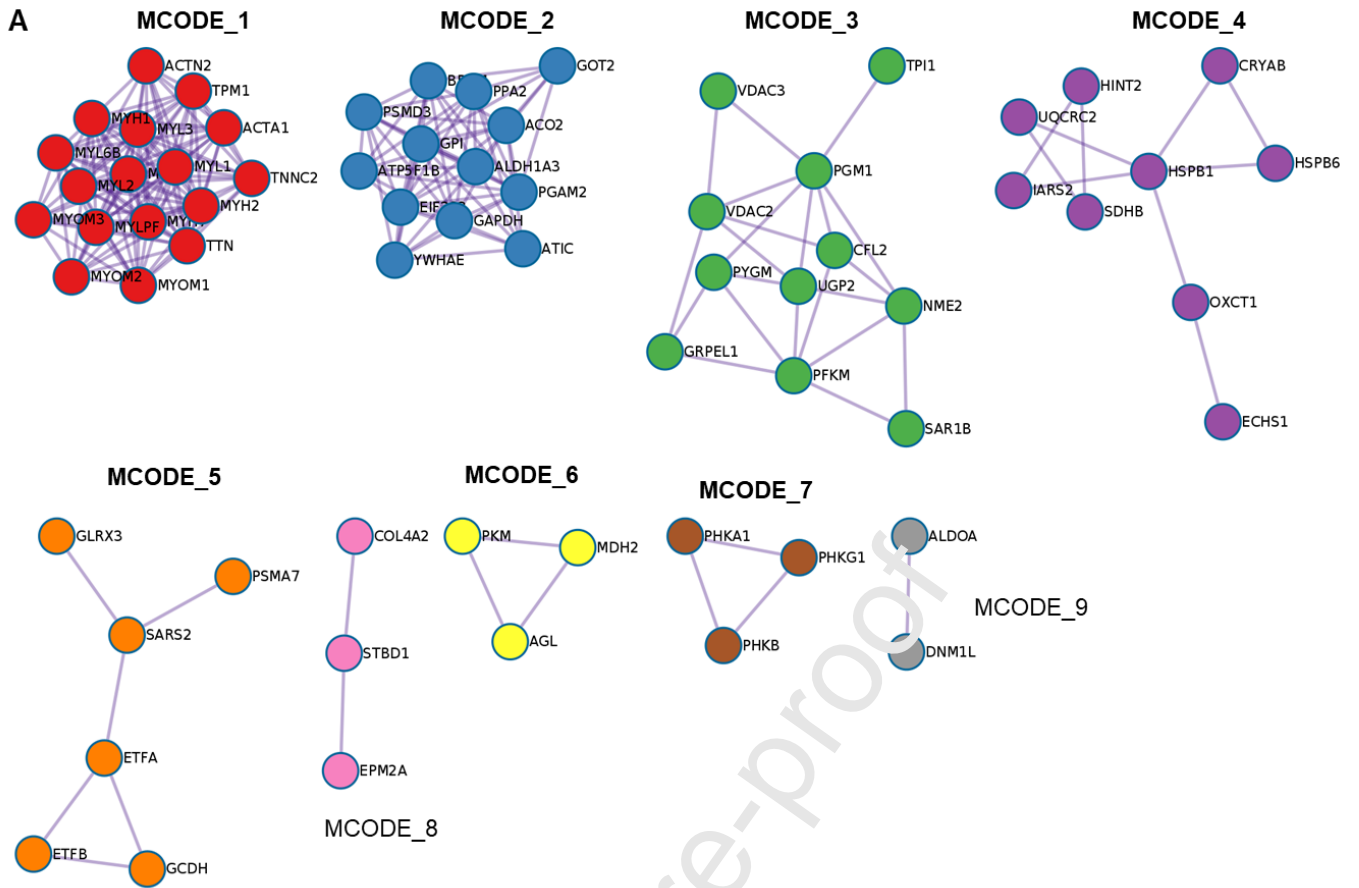 A
MCODE_1
MCODE_2
MCODE_3
MCODE_4
ACTN2
TPM1
MYH1
MYL3
ACTA1
MYL6B
MYL1
MYL2
TNNC2
MYH2
MYOM3
MYLPF
TTN
MYOM2
MYOM1
GOT2
PPA2
PSMD3
ACO2
GPI
ATP5F1B
ALDH1A3
PGAM2
GAPDH
ATIC
YWHAE
TPI1
VDAC3
PGM1
VDAC2
CFL2
PYGM
UGP2
NME2
GRPEL1
PFKM
SAR1B
CRYAB
HINT2
UQCRC2
HSPB6
HSPB1
IARS2
SDHB
OXCT1
ECHS1
MCODE_5
MCODE_6
MCODE_7
GLRX3
PSMA7
SARS2
ETFA
ETFB
GCDH
COL4A2
STBD1
EPM2A
MCODE_8
PKM
MDH2
AGL
PHKA1
PHKG1
PHKB
ALDOA
DNM1L
MCODE_9
re-proof